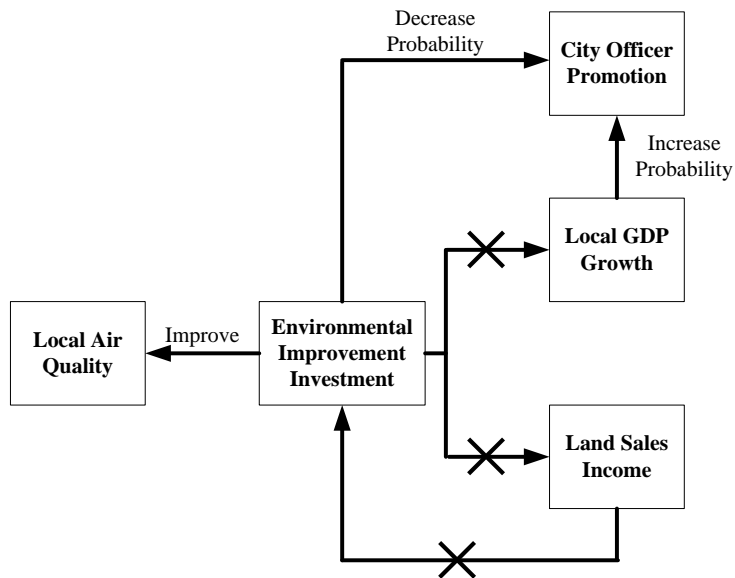 Decrease
Probability
City Officer
Promotion
Increase
Probability
Local GDP
Growth
Local Air
Quality
Improve
Environmental
Improvement
Investment
Land Sales
Income